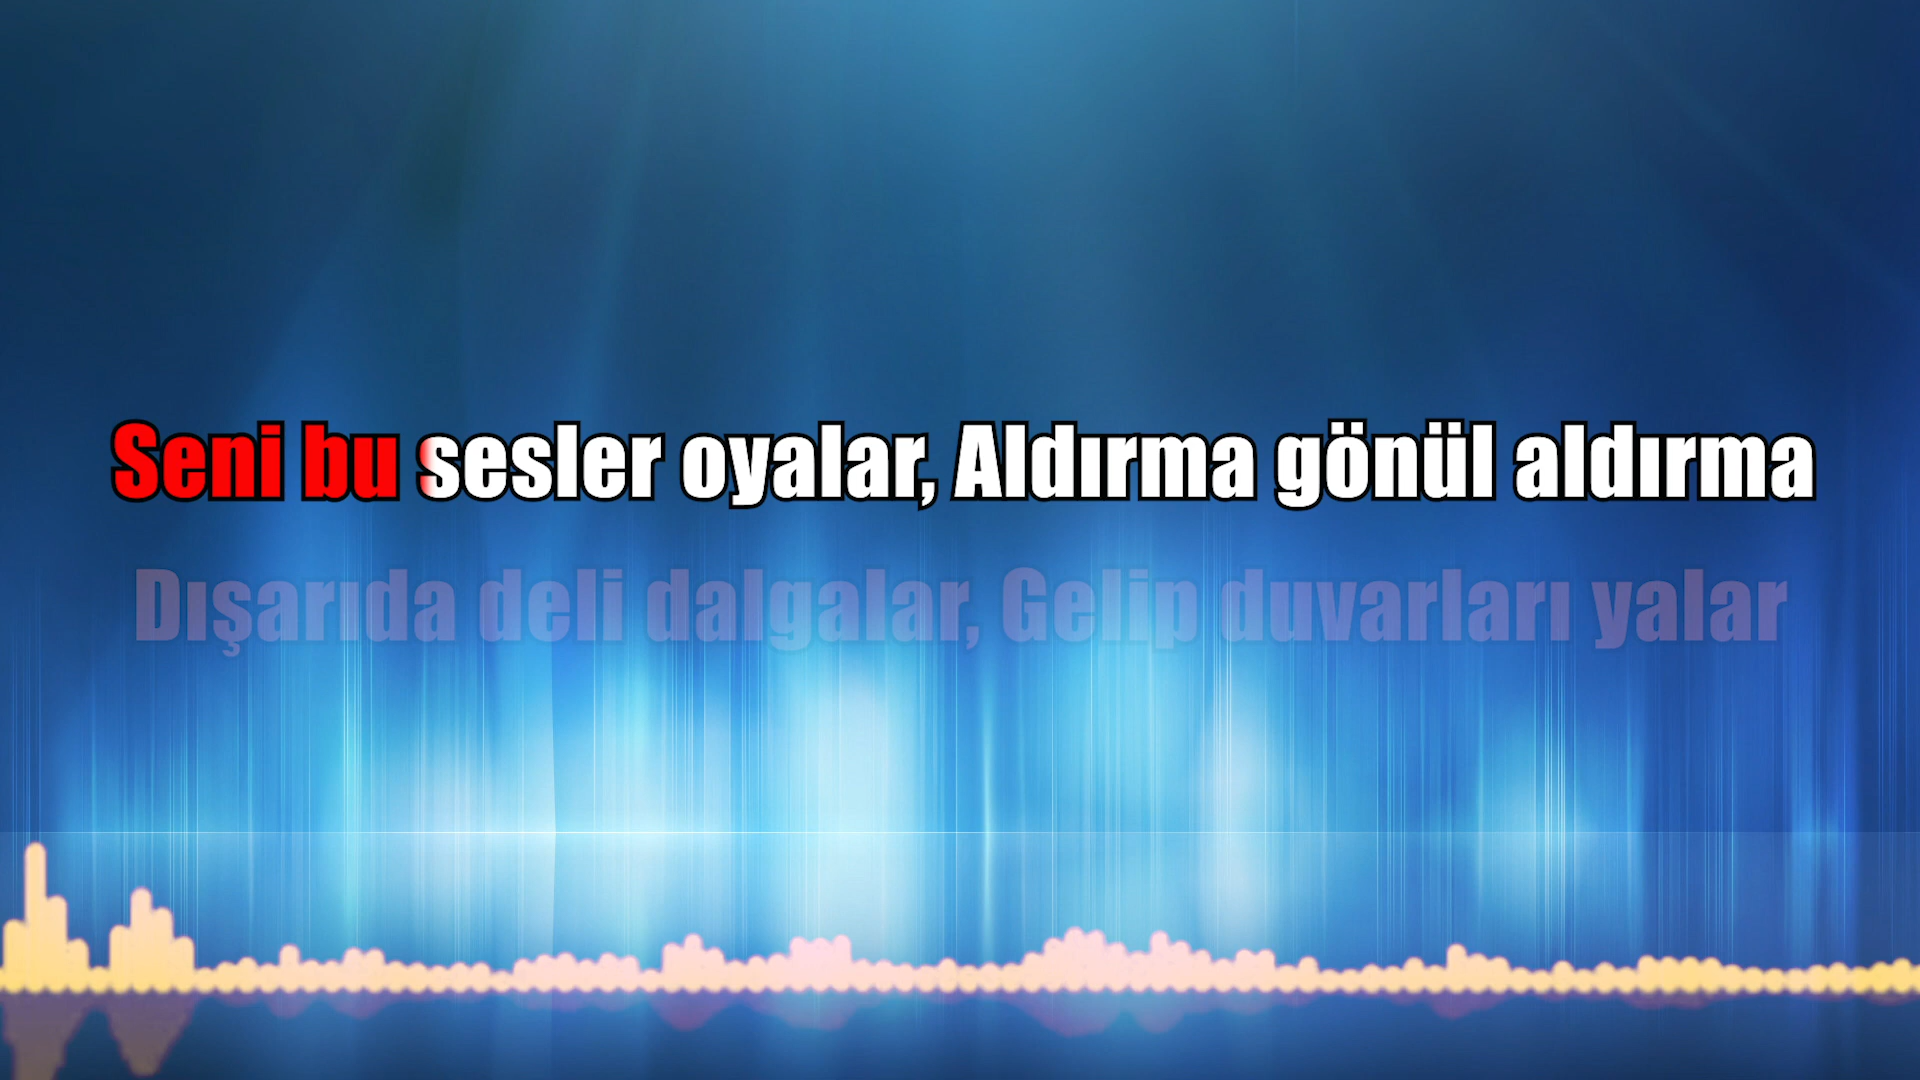 Seni bu sesler oyalar, Aldırma gönül aldırma
Dışarıda deli dalgalar, Gelip duvarları yalar